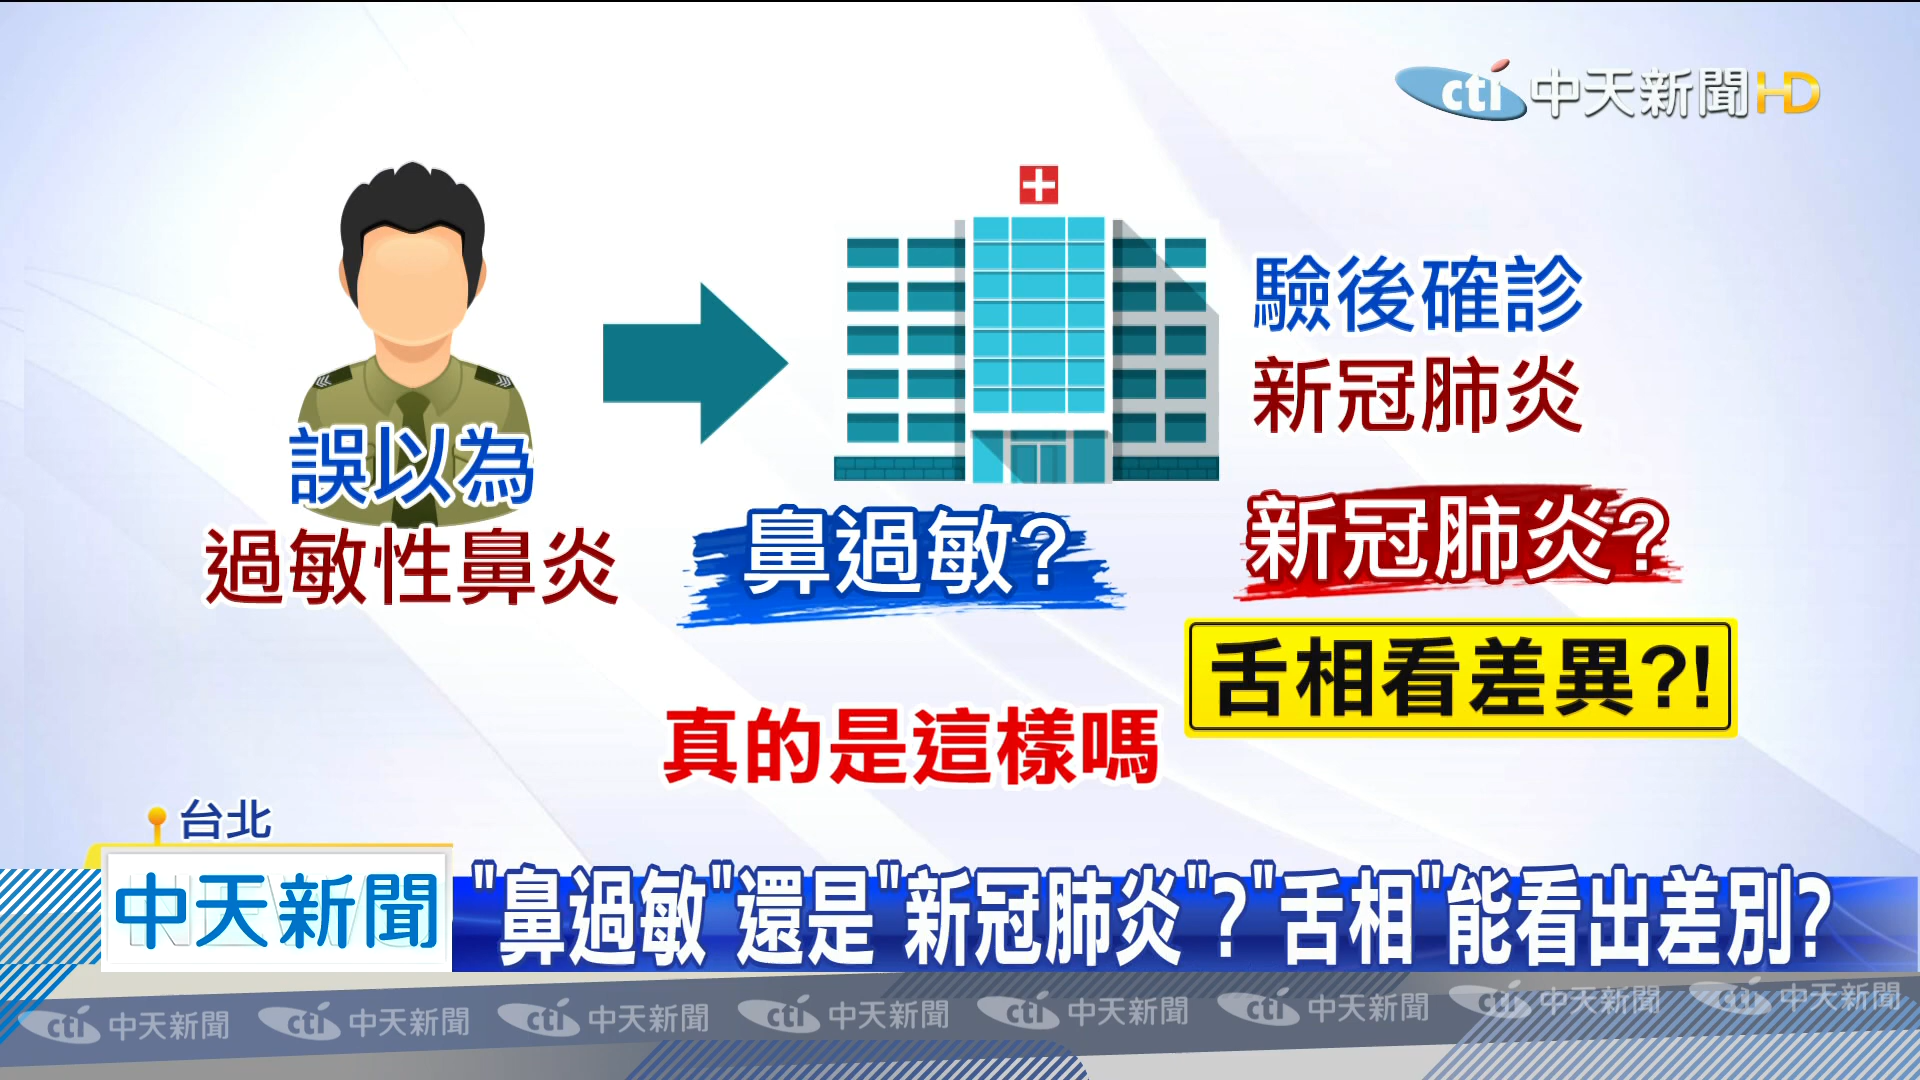 cti 中天新聞HD
誤以為
過敏性鼻炎
驗後確診
新冠肺炎
鼻過敏?
新冠肺炎?
舌相看差異?!
真的是這樣嗎
台北
中天新聞
"鼻過敏"還是"新冠肺炎"?"舌相"能看出差別?
cti 中天新聞 cti 中天新聞 cti 中天新聞 cti 中天新聞 cti 中天新聞 cti 中天新聞 cti 中天新聞 cti 中天新聞